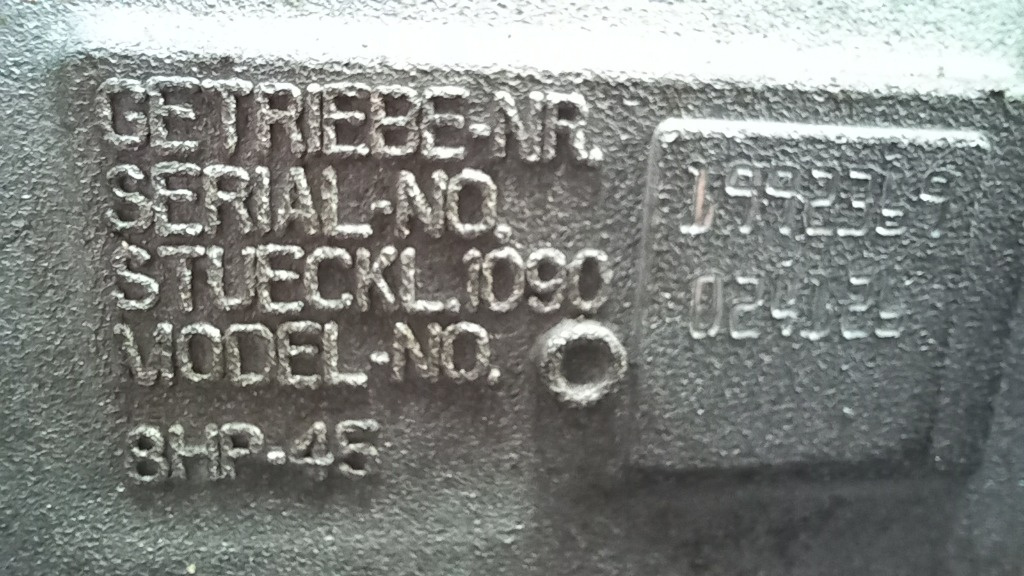 GETRIEBE-NR.
SERIAL-NO.
STUECKL.1090
MODEL-NO.
8HP-45